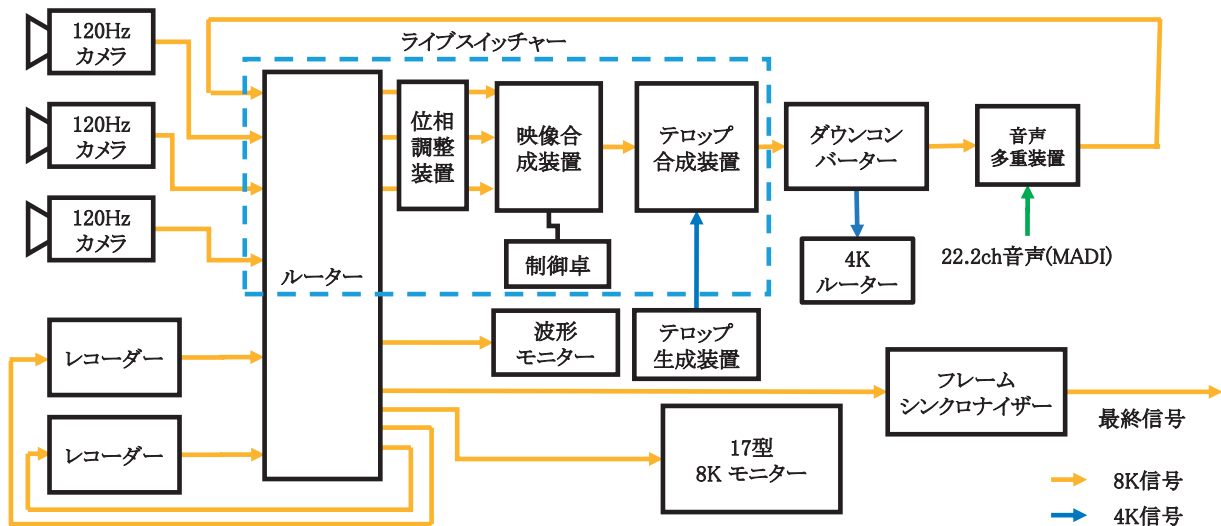 120Hz
カメラ
120Hz
カメラ
120Hz
カメラ
ライブスイッチャー
ルーター
位相
調整
装置
映像合
成装置
テロップ
合成装置
制御卓
ダウンコン
バーター
音声
多重装置
4K
ルーター
22.2ch音声(MADI)
レコーダー
レコーダー
波形
モニター
テロップ
生成装置
フレーム
シンクロナイザー
最終信号
17型
8K モニター
8K信号
4K信号